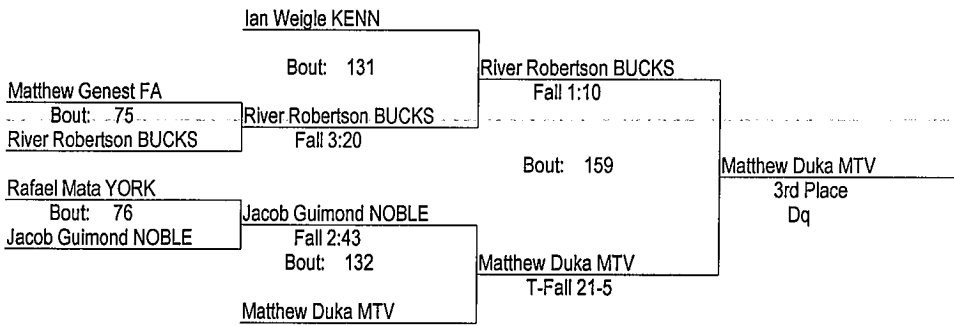 Ian Weigle KENN
Bout: 131
River Robertson BUCKS
Fall 1:10
Matthew Genest FA
Bout: 75
River Robertson BUCKS
River Robertson BUCKS
Fall 3:20
Bout: 159
Matthew Duka MTV
3rd Place
Dq
Rafael Mata YORK
Bout: 76
Jacob Guimond NOBLE
Jacob Guimond NOBLE
Fall 2:43
Bout: 132
Matthew Duka MTV
T-Fall 21-5
Matthew Duka MTV